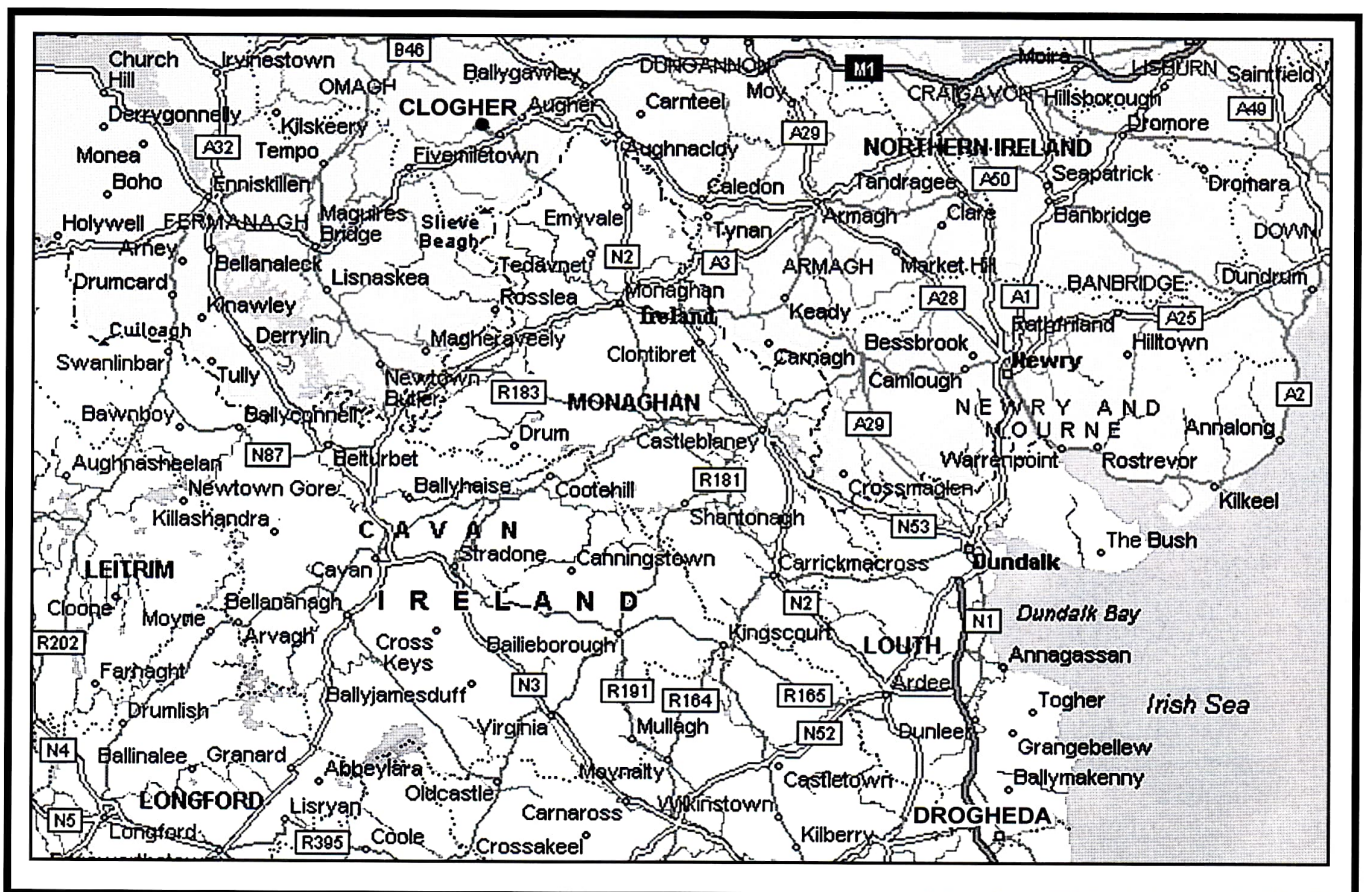 B46
Church
Hill
Irvinestown
OMAGH
Ballygawley
DUNGANNON
M1
Moira
LISBURN
Saintfield
Derrygonnelly
Kilskeery
CLOGHER
Augher
Carnteel
Moy
CRAIGAVON
Hillsborough
A49
Monea
A32
Tempo
Fivemiletown
Aughnacloy
A29
NORTHERN IRELAND
Dromore
Boho
Enniskillen
Caledon
Tandragee
A50
Seapatrick
Dromara
Holywell
FERMANAGH
Maguires
Bridge
Slieve
Beagh
Emyvale
Tynan
Armagh
Clare
Banbridge
DOWN
Arney
Bellanaleck
Lisnaskea
Tedavnet
N2
A3
ARMAGH
Market Hill
BANBRIDGE
Dundrum
Drumcard
Kinawley
Rosslea
Monaghan
Ireland
Keady
A28
A1
A25
Cuilcagh
Derrylin
Magheraveely
Clontibret
Carnagh
Bessbrook
Rathfriland
Hilltown
Swanlinbar
Tully
Newtown
Butler
R183
MONAGHAN
Camlough
Newry
A2
Bawnboy
Ballyconnell
Drum
Castleblaney
A29
NEWRY AND
MOURNE
Annalong
Aughnasheelan
N87
Belturbet
R181
Warrenpoint
Rostrevor
Newtown Gore
Ballyhaise
Cootehill
Crossmaglen
Kilkeel
Killashandra
CAVAN
Shantonagh
N53
The Bush
LEITRIM
Cavan
Stradone
Canningstown
Carrickmacross
Dundalk
Cloone
Moyne
Bellananagh
IRELAND
N2
N1
Dundalk Bay
R202
Arvagh
Cross
Keys
Bailieborough
Kingscourt
LOUTH
Annagassan
Farnaght
Ballyjamesduff
N3
R191
R164
R165
Ardee
Togher
Irish Sea
Drumlish
Virginia
Mullagh
N52
Dunleer
Grangebellew
N4
Ballinalee
Granard
Abbeylara
Moynalty
Castletown
Ballymakenny
LONGFORD
Lisryan
Oldcastle
Carnaross
Wilkinstown
DROGHEDA
N5
Longford
R395
Coole
Crossakeel
Kilberry